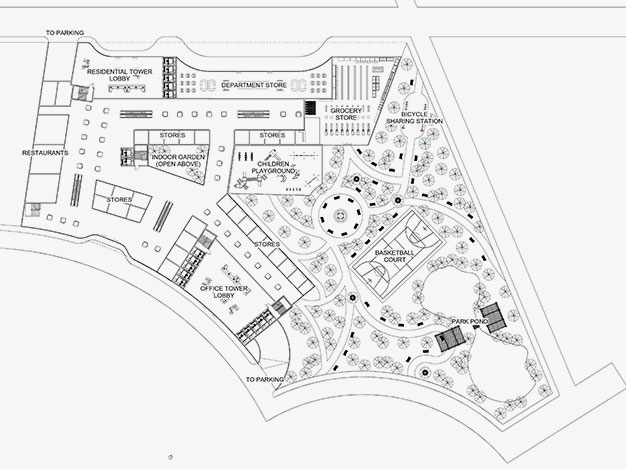 TO PARKING
RESIDENTIAL TOWER
LOBBY
DEPARTMENT STORE
GROCERY
STORE
BICYCLE
SHARING STATION
STORES
STORES
RESTAURANTS
INDOOR GARDEN
(OPEN ABOVE)
CHILDREN
PLAYGROUND
STORES
STORES
BASKETBALL
COURT
OFFICE TOWER
LOBBY
PARK POND
TO PARKING